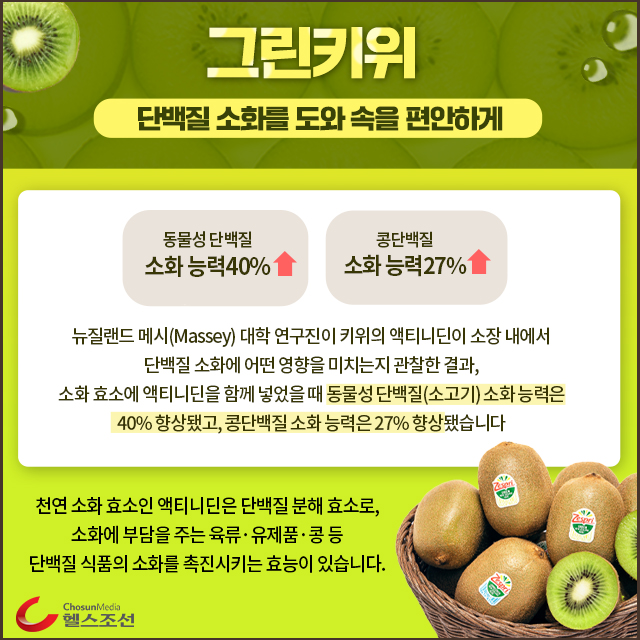 그린키위
단백질 소화를 도와 속을 편안하게
동물성 단백질
소화 능력40%
콩단백질
소화 능력27%
뉴질랜드 메시(Massey) 대학 연구진이 키위의 액티니딘이 소장 내에서
단백질 소화에 어떤 영향을 미치는지 관찰한 결과,
소화 효소에 액티니딘을 함께 넣었을 때 동물성 단백질(소고기) 소화 능력은
40% 향상됐고, 콩단백질 소화 능력은 27% 향상됐습니다
천연 소화 효소인 액티니딘은 단백질 분해 효소로,
소화에 부담을 주는 육류·유제품·콩 등
단백질 식품의 소화를 촉진시키는 효능이 있습니다.
Zespri
Zespri
Zespri
ChosunMedia
헬스조선